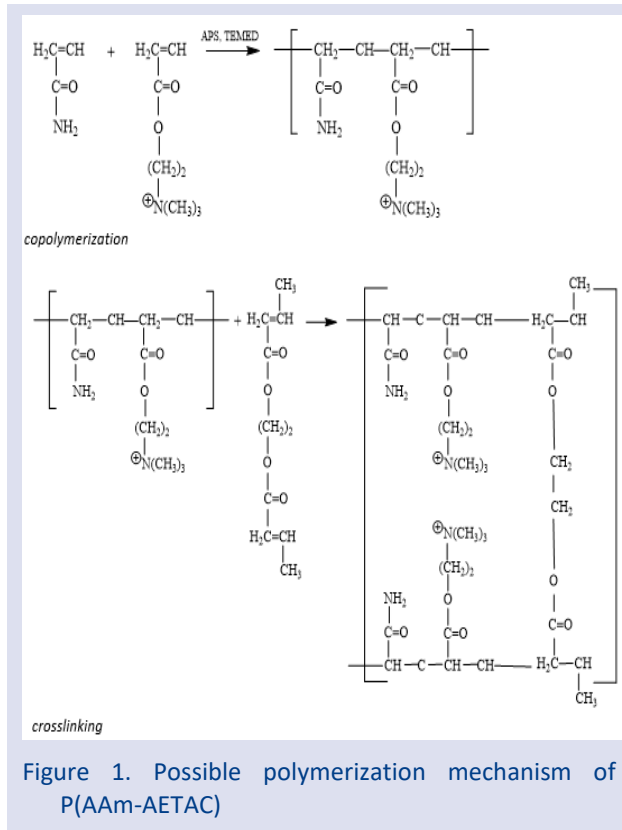 APS, TEMED
H₂C=CH + H₂C=CH CH₂–CH–CH₂–CH
C=O C=O C=O C=O
NH₂ O NH₂ O
(CH₂)₂ (CH₂)₂
⊕N(CH₃)₃ ⊕N(CH₃)₃
copolymerization
CH₃ CH₃
CH₂–CH–CH₂–CH + H₂C=CH CH–C–CH–CH–H₂C–CH
C=O C=O C=O C=O C=O C=O
NH₂ O O NH₂ O O
(CH₂)₂ (CH₂)₂ (CH₂)₂
⊕N(CH₃)₃ O ⊕N(CH₃)₃ CH₂
C=O CH₂
H₂C=CH ⊕N(CH₃)₃
CH₃ (CH₂)₂ O
NH₂ O
C=O C=O C=O
CH–C–CH–CH–H₂C–CH
CH₃
crosslinking
Figure 1. Possible polymerization mechanism of
P(AAm-AETAC)